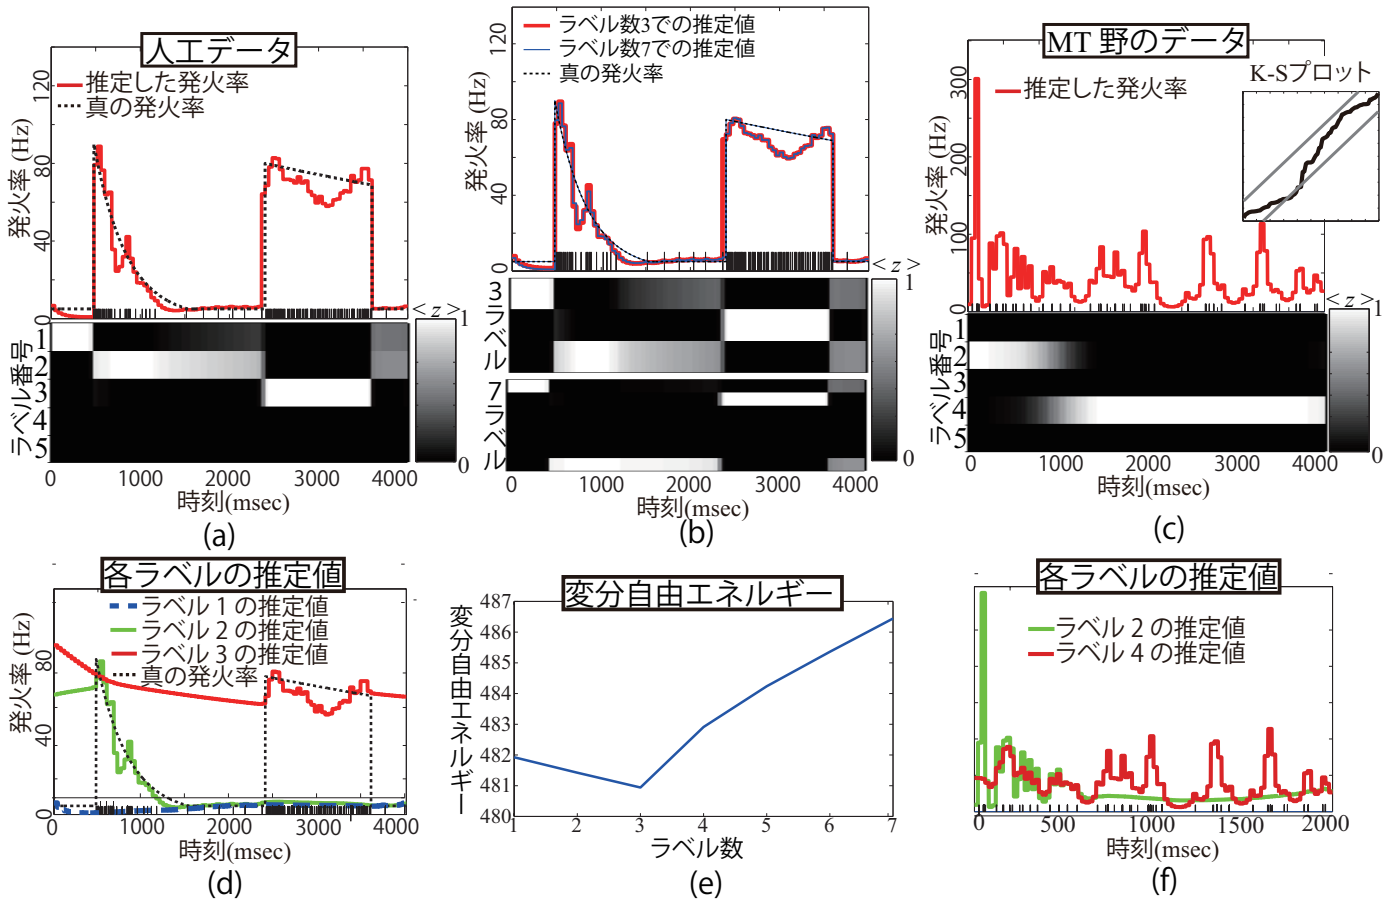 人工データ
推定した発火率
真の発火率
発火率 (Hz)
120
80
40
0
< z >
1
0
ラベル番号
1
2
3
4
5
0 1000 2000 3000 4000
時刻(msec)
(a)
ラベル数3での推定値
ラベル数7での推定値
真の発火率
発火率 (Hz)
120
80
40
0
< z >
1
0
3ラベル
7ラベル
0 1000 2000 3000 4000
時刻(msec)
(b)
MT 野のデータ
K-Sプロット
推定した発火率
発火率 (Hz)
300
200
100
0
< z >
1
0
ラベル番号
1
2
3
4
5
0 1000 2000 3000 4000
時刻(msec)
(c)
各ラベルの推定値
ラベル 1 の推定値
ラベル 2 の推定値
ラベル 3 の推定値
真の発火率
発火率 (Hz)
80
40
0
0 1000 2000 3000 4000
時刻(msec)
(d)
変分自由エネルギー
変分自由エネルギー
487
486
485
484
483
482
481
480
1 2 3 4 5 6 7
ラベル数
(e)
各ラベルの推定値
ラベル 2 の推定値
ラベル 4 の推定値
0 500 1000 1500 2000
時刻(msec)
(f)